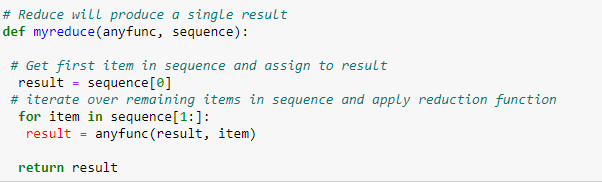 # Reduce will produce a single result
def myreduce(anyfunc, sequence):
# Get first item in sequence and assign to result
result = sequence[0]
# iterate over remaining items in sequence and apply reduction function
for item in sequence[1:]:
result = anyfunc(result, item)
return result